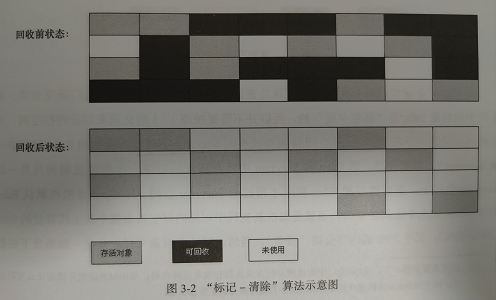 回收前状态：
回收后状态：
存活对象
可回收
未使用
图 3-2 “标记－清除”算法示意图